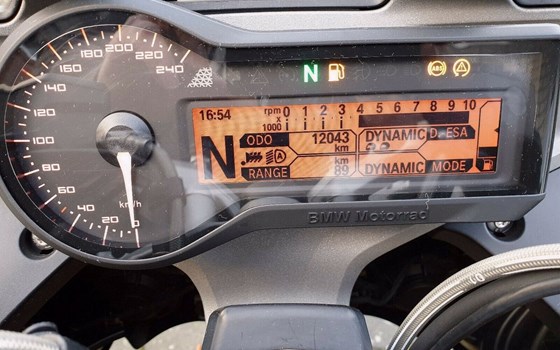 0 20 40 60 80 100 120 140 160 180 200 220 240
km/h
N
ABS
16:54 rpm x 1000 0 1 2 3 4 5 6 7 8 9 10
N
ODO 12043 km
DYNAMIC D. ESA
A
RANGE km 89
DYNAMIC MODE
BMW Motorrad